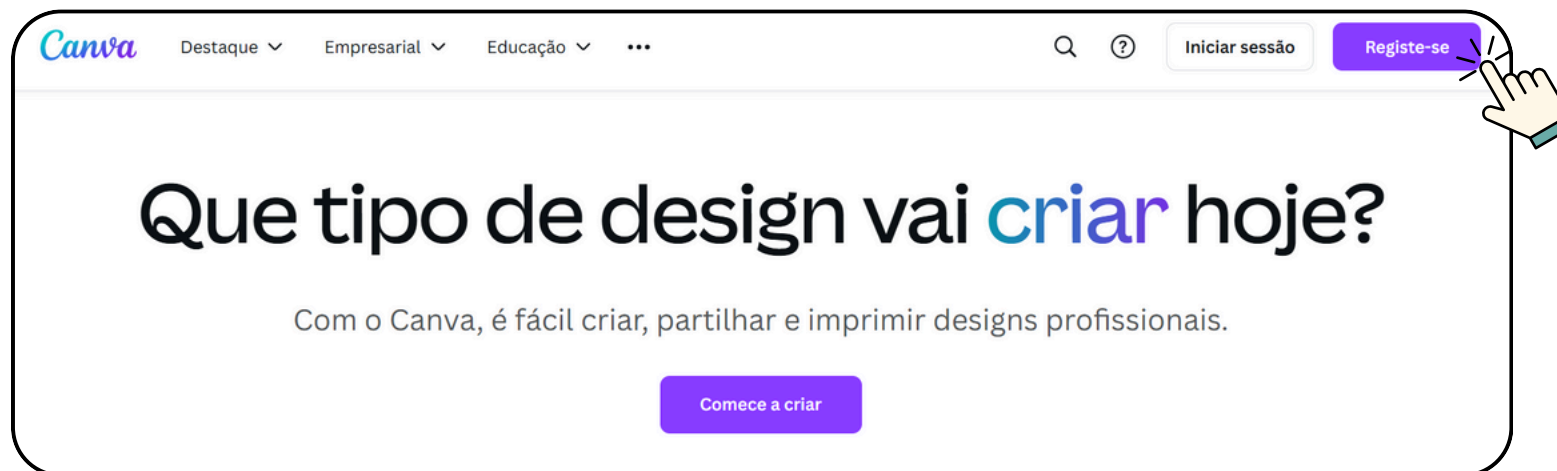 Canva Destaque Empresarial Educação ••• Iniciar sessão Registe-se
Que tipo de design vai criar hoje?
Com o Canva, é fácil criar, partilhar e imprimir designs profissionais.
Comece a criar